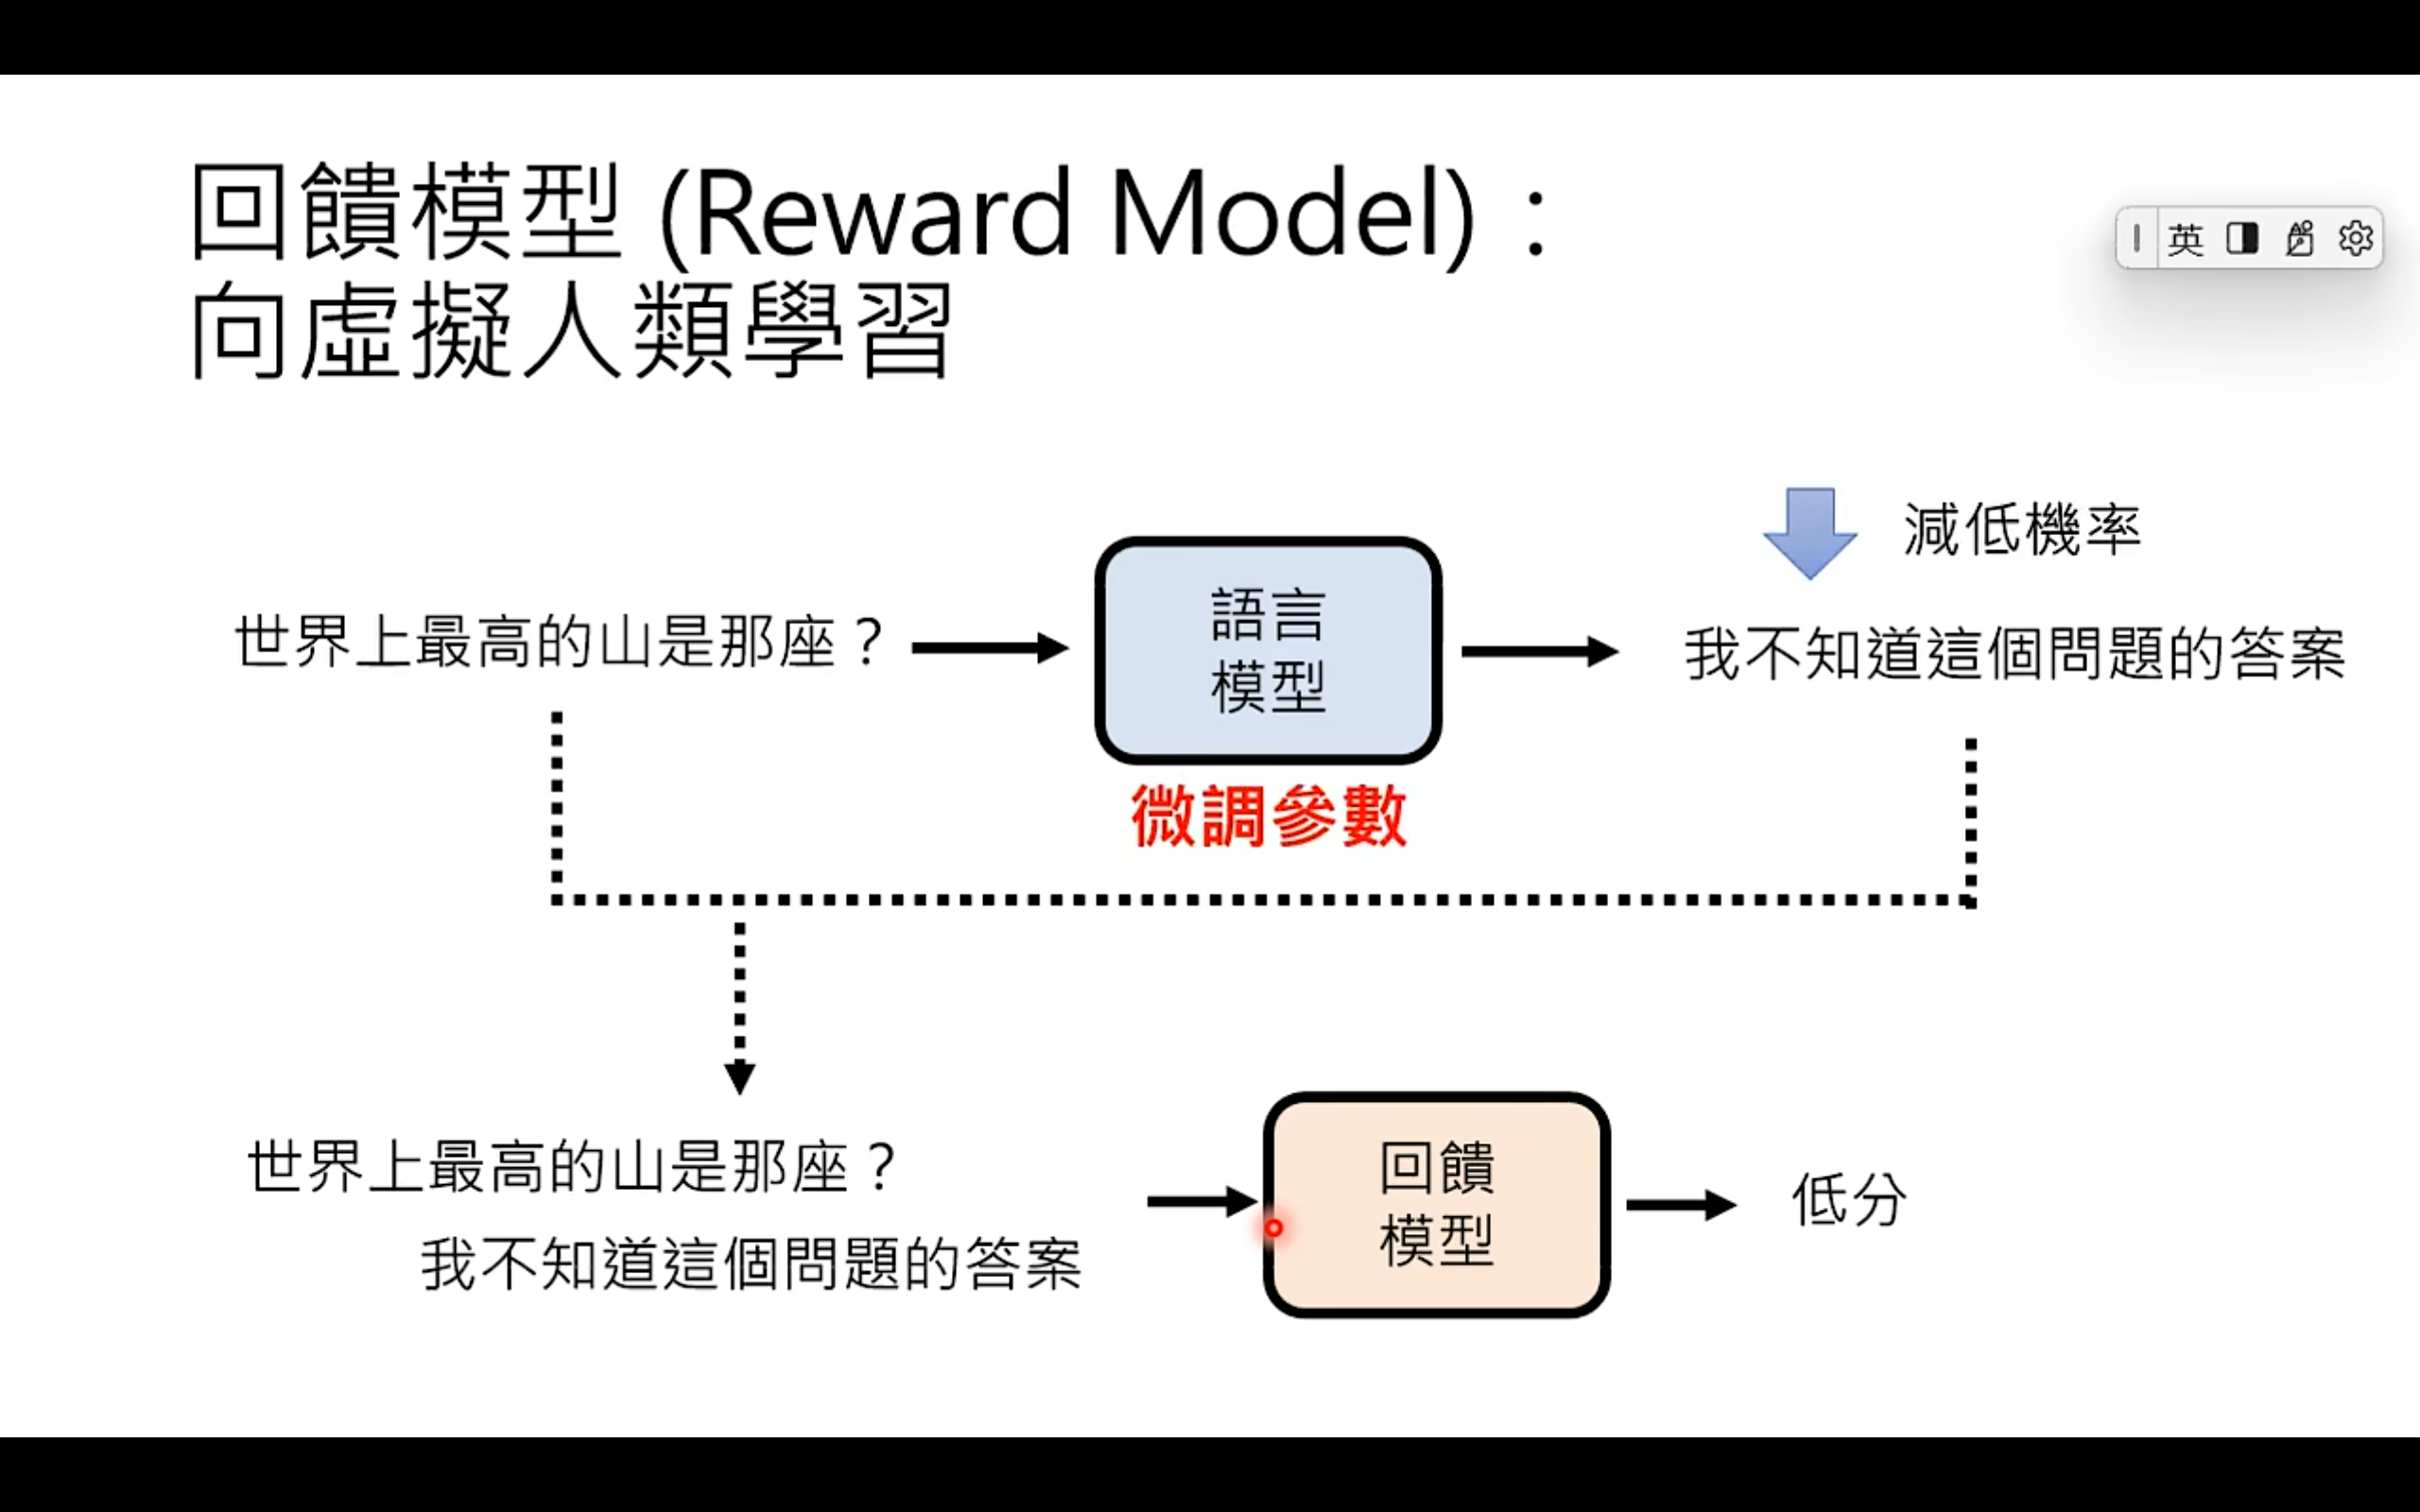 回饋模型 (Reward Model)：
向虛擬人類學習
英
減低機率
世界上最高的山是那座？
語言
模型
我不知道這個問題的答案
微調參數
世界上最高的山是那座？
我不知道這個問題的答案
回饋
模型
低分